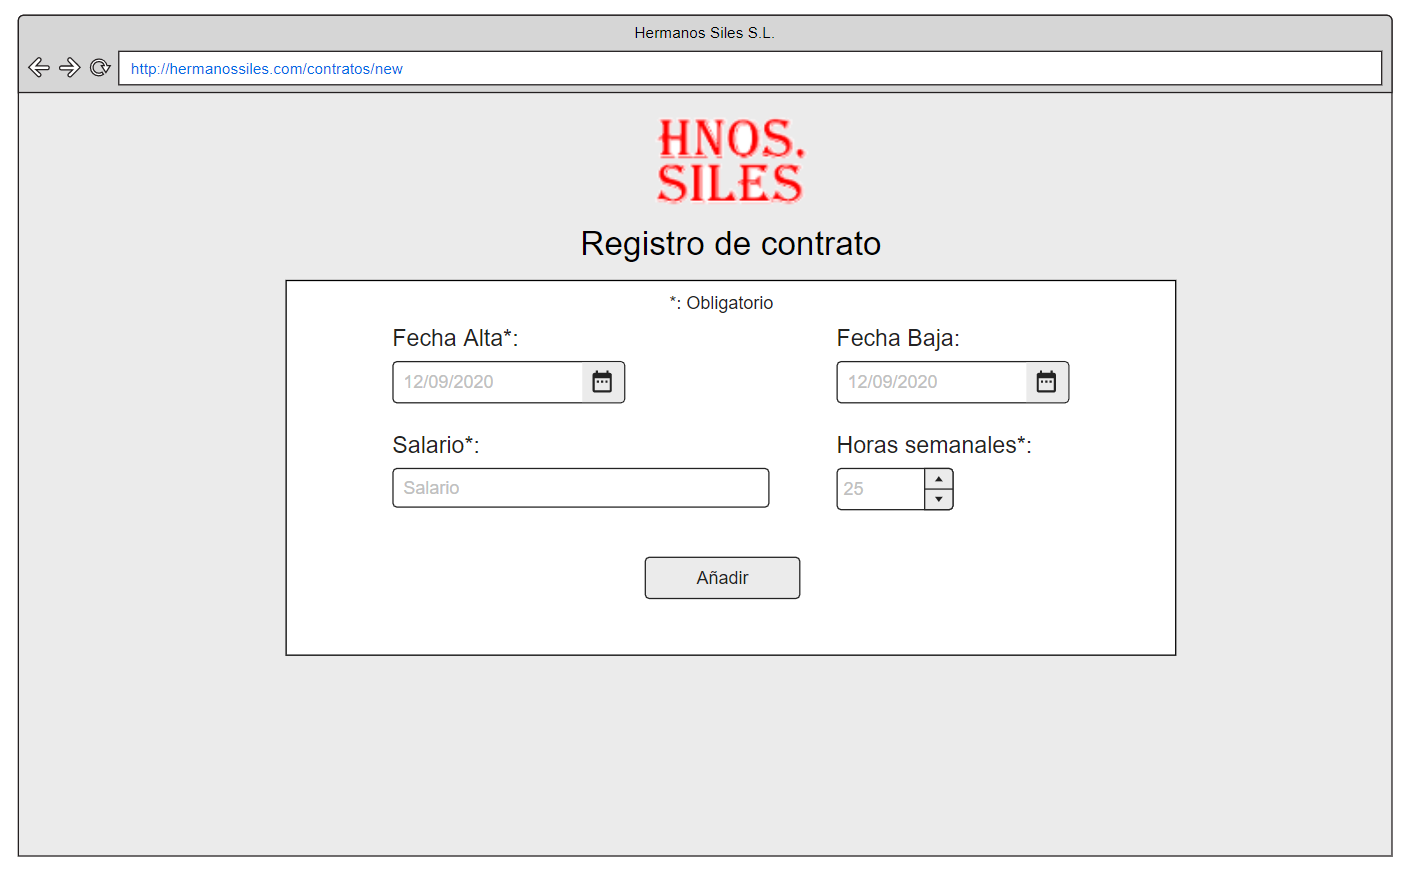 Hermanos Siles S.L.
http://hermanossiles.com/contratos/new
HNOS.
SILES
Registro de contrato
*: Obligatorio
Fecha Alta*:
Fecha Baja:
12/09/2020
12/09/2020
Salario*:
Horas semanales*:
Salario
25
Añadir